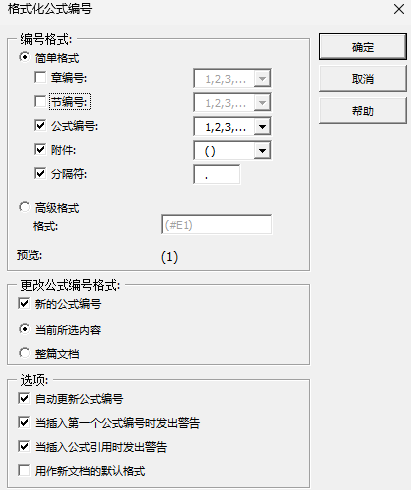 格式化公式编号
编号格式:
简单格式
章编号: 1,2,3,...
节编号: 1,2,3,...
公式编号: 1,2,3,...
附件: ()
分隔符: .
高级格式
格式: (#E1)
预览: (1)
确定
取消
帮助
更改公式编号格式:
新的公式编号
当前所选内容
整篇文档
选项:
自动更新公式编号
当插入第一个公式编号时发出警告
当插入公式引用时发出警告
用作新文档的默认格式